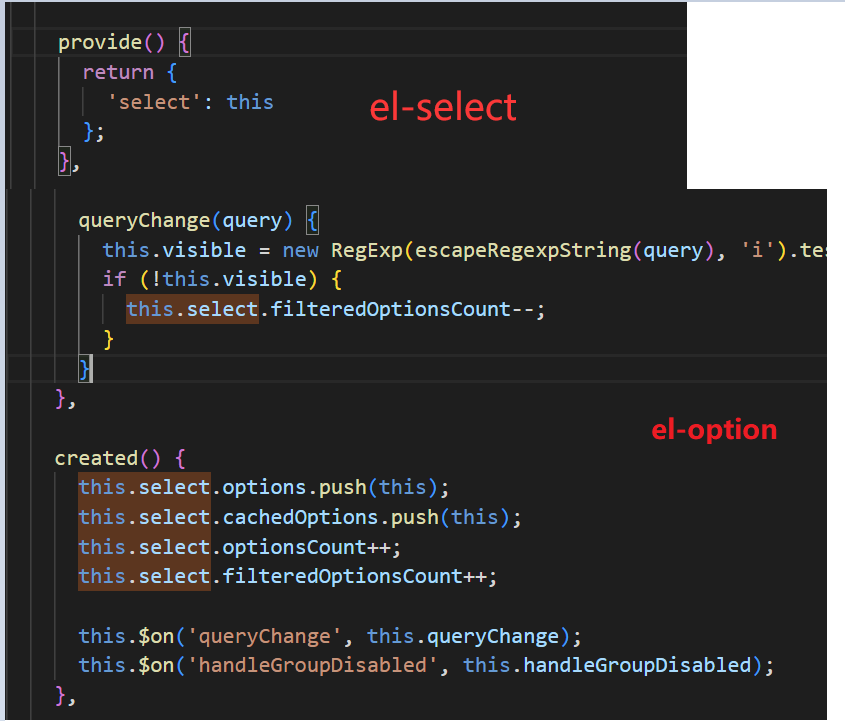 provide() {
return {
'select': this
};
},
el-select
queryChange(query) {
this.visible = new RegExp(escapeRegexpString(query), 'i').tes
if (!this.visible) {
this.select.filteredOptionsCount--;
}
}
},
el-option
created() {
this.select.options.push(this);
this.select.cachedOptions.push(this);
this.select.optionsCount++;
this.select.filteredOptionsCount++;
this.$on('queryChange', this.queryChange);
this.$on('handleGroupDisabled', this.handleGroupDisabled);
},